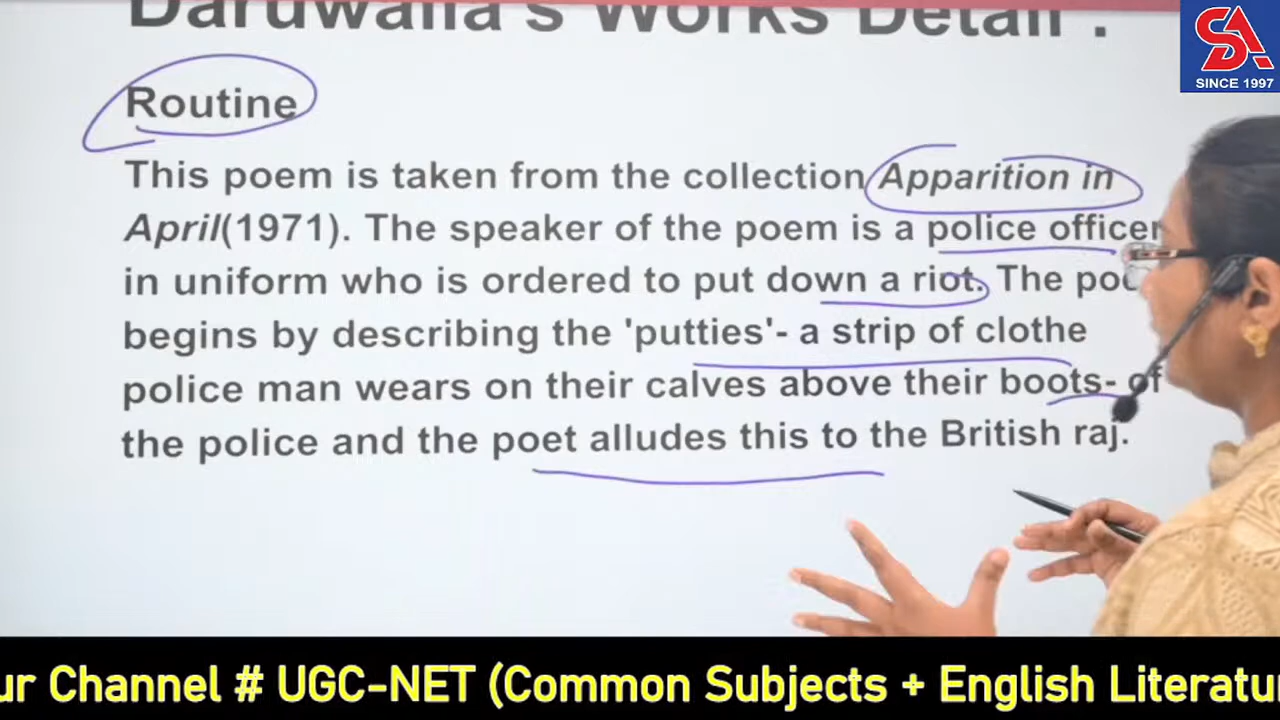 Daruwalla's Works Detail :
SA
SINCE 1997
Routine
This poem is taken from the collection Apparition in
April(1971). The speaker of the poem is a police officer
in uniform who is ordered to put down a riot. The
begins by describing the 'putties'- a strip of clothe
police man wears on their calves above their boots- of
the police and the poet alludes this to the British raj.
Channel # UGC-NET (Common Subjects + English